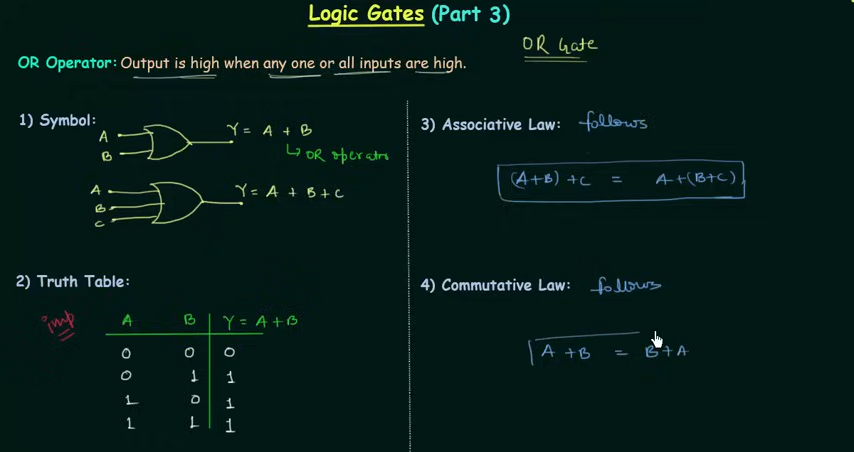 Logic Gates (Part 3)
OR Gate
OR Operator: Output is high when any one or all inputs are high.
1) Symbol:
A
B
Y = A + B
↳ OR operator
A
B
C
Y = A + B + C
2) Truth Table:
Imp
A B Y = A + B
0 0 0
0 1 1
1 0 1
1 1 1
3) Associative Law: follows
(A+B) + C = A + (B+C)
4) Commutative Law: follows
A + B = B + A